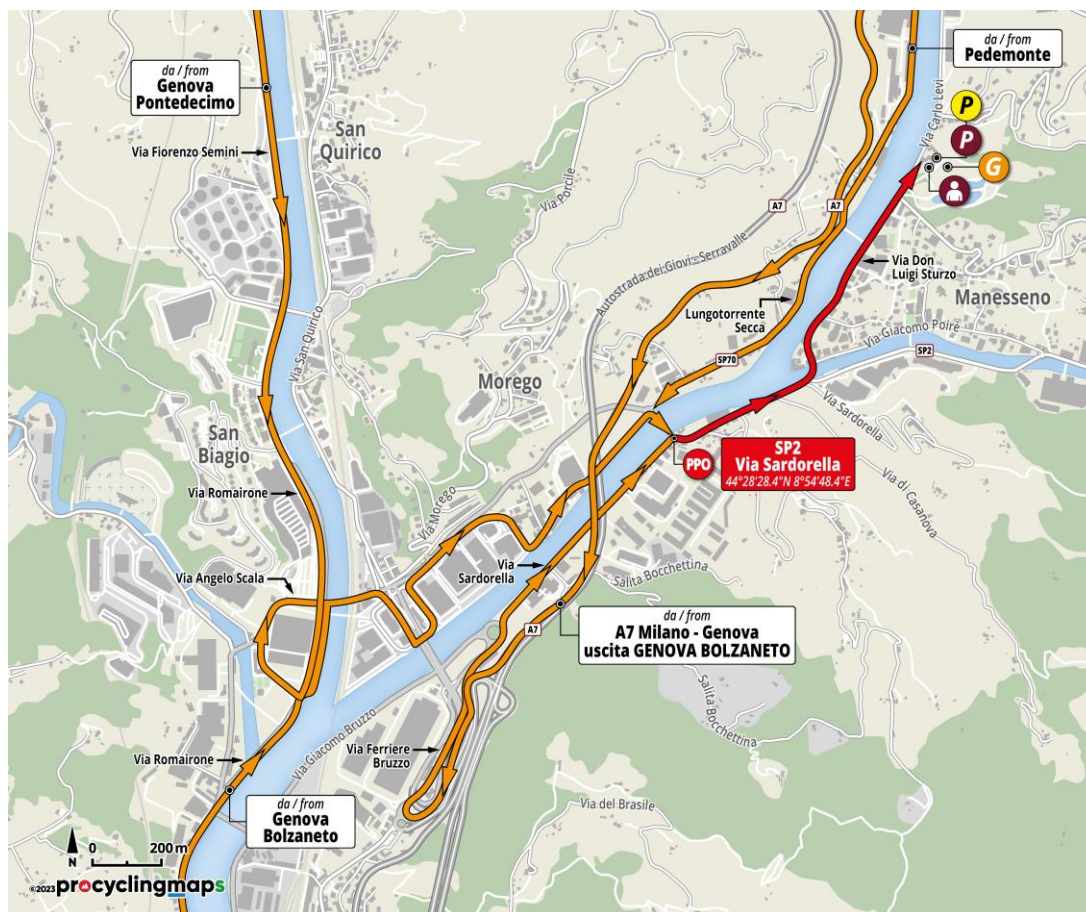 da / from
Genova
Pontedecimo
Via Fiorenzo Semini
San
Quirico
Via Porcile
A7
da / from
Pedemonte
Via Carlo Levi
P
P
G
A7
Autostrada dei Giovi - Serravalle
Via Don
Luigi Sturzo
Manesseno
Lungotorrente
Secca
Via Giacomo Poirè
SP2
SP70
Via San Quirico
Morego
San
Biagio
Via Sardorella
PPO
SP2
Via Sardorella
44°28'28.4"N 8°54'48.4"E
Via Romairone
Via Morego
Via di Casanova
Via
Sardorella
Via Angelo Scala
Salita Bocchettina
A7
da / from
A7 Milano - Genova
uscita GENOVA BOLZANETO
Salita Bocchettina
Via Giacomo Bruzzo
Via Romairone
Via Ferriere
Bruzzo
da / from
Genova
Bolzaneto
Via del Brasile
N
0 200 m
©2023 procyclingmaps